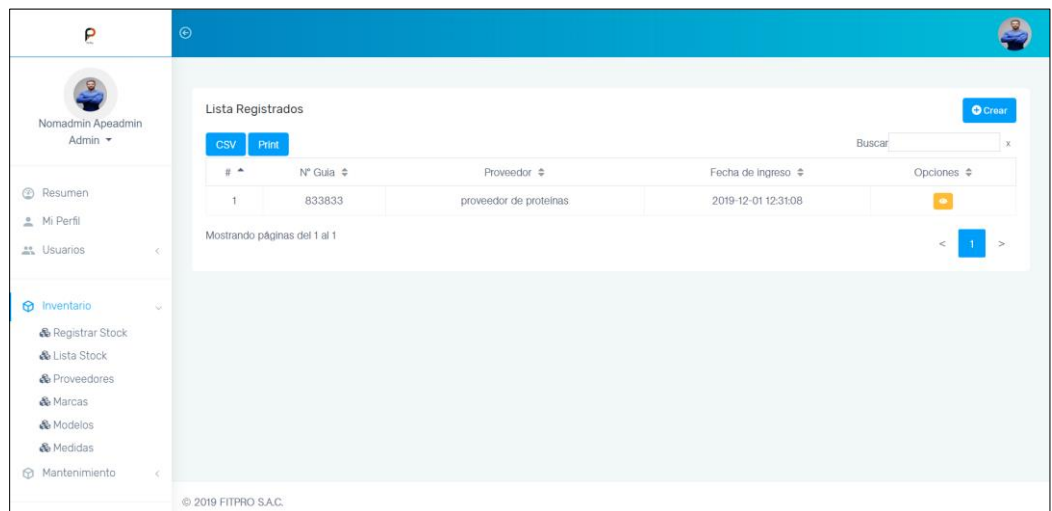 Nomadmin Apeadmin
Admin
Resumen
Mi Perfil
Usuarios
Inventario
Registrar Stock
Lista Stock
Proveedores
Marcas
Modelos
Medidas
Mantenimiento
Lista Registrados
Crear
CSV Print
Buscar x
# N° Guia Proveedor Fecha de ingreso Opciones
1 833833 proveedor de proteinas 2019-12-01 12:31:08
Mostrando páginas del 1 al 1
< 1 >
© 2019 FITPRO S.A.C.